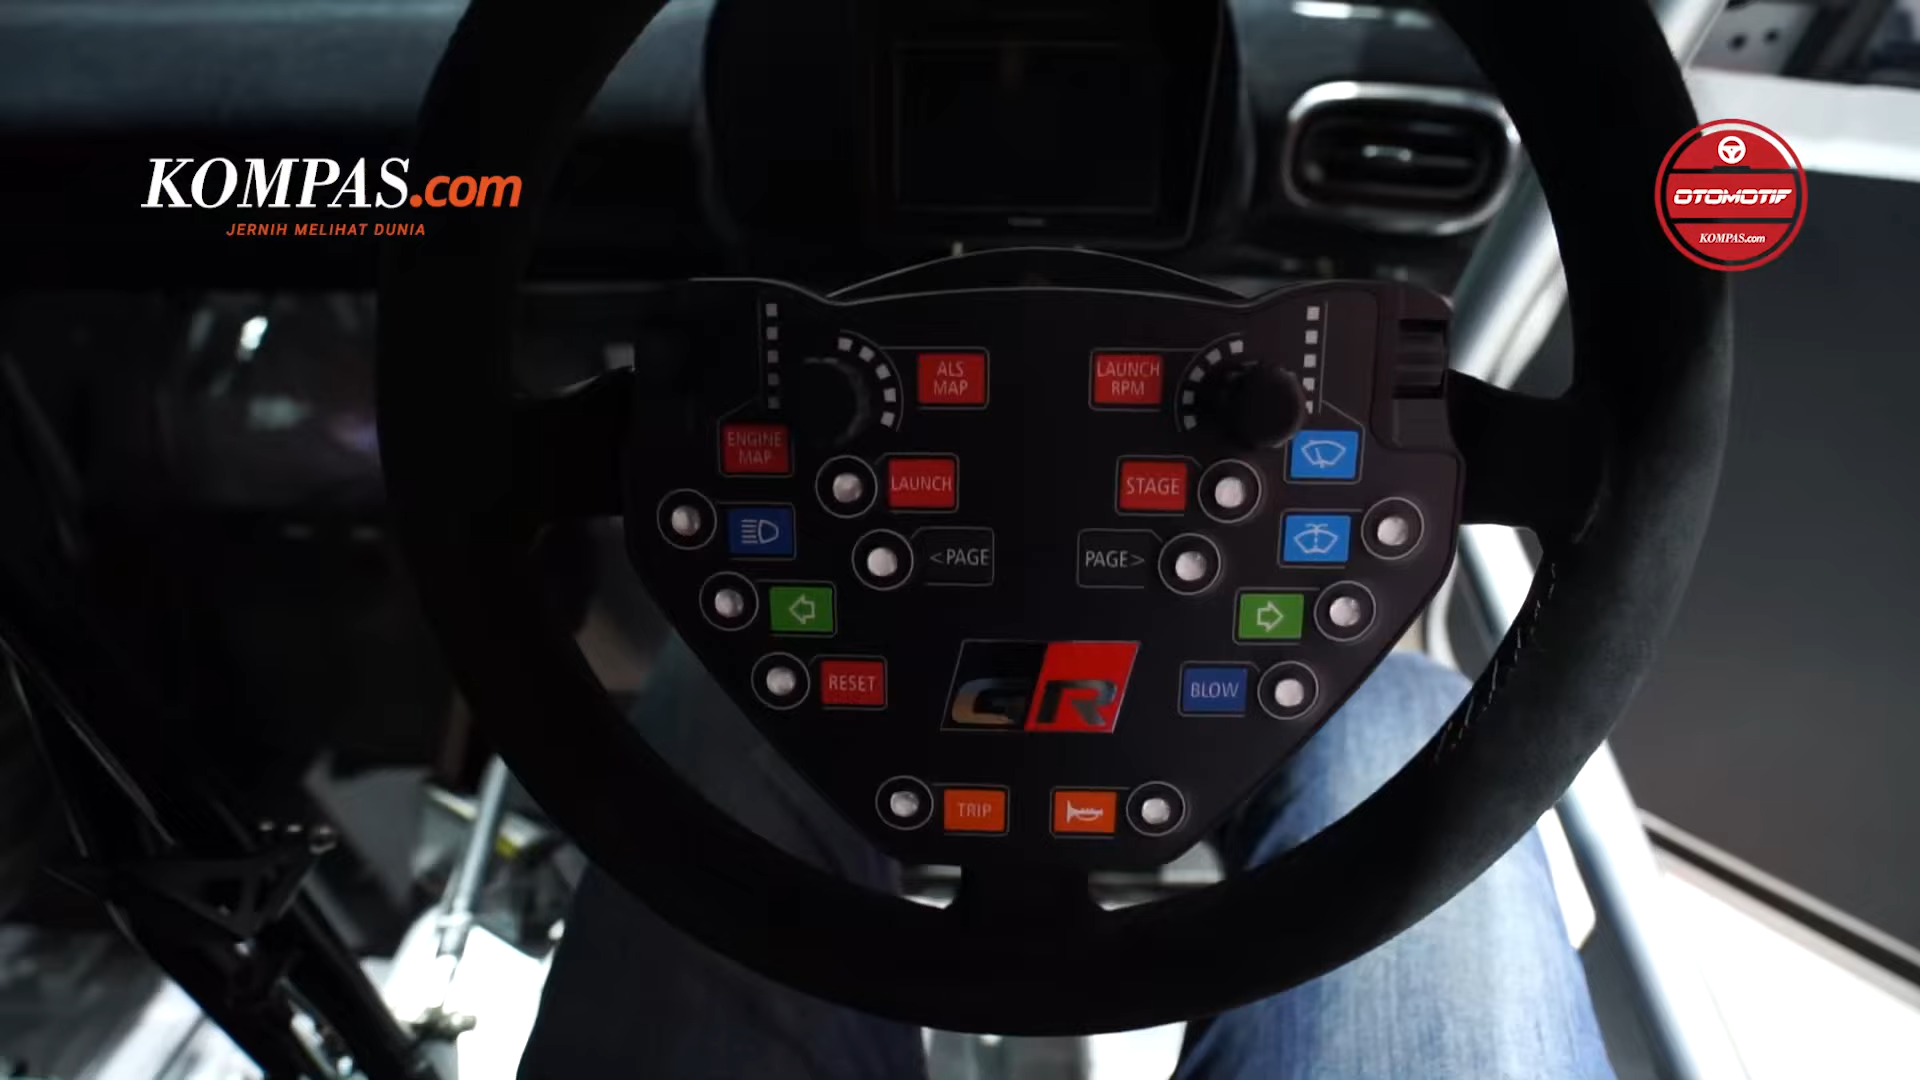 KOMPAS.com
JERNIH MELIHAT DUNIA
OTOMOTIF
KOMPAS.com
ALS
MAP
LAUNCH
RPM
ENGINE
MAP
LAUNCH
STAGE
<PAGE
PAGE>
RESET
GR
BLOW
TRIP